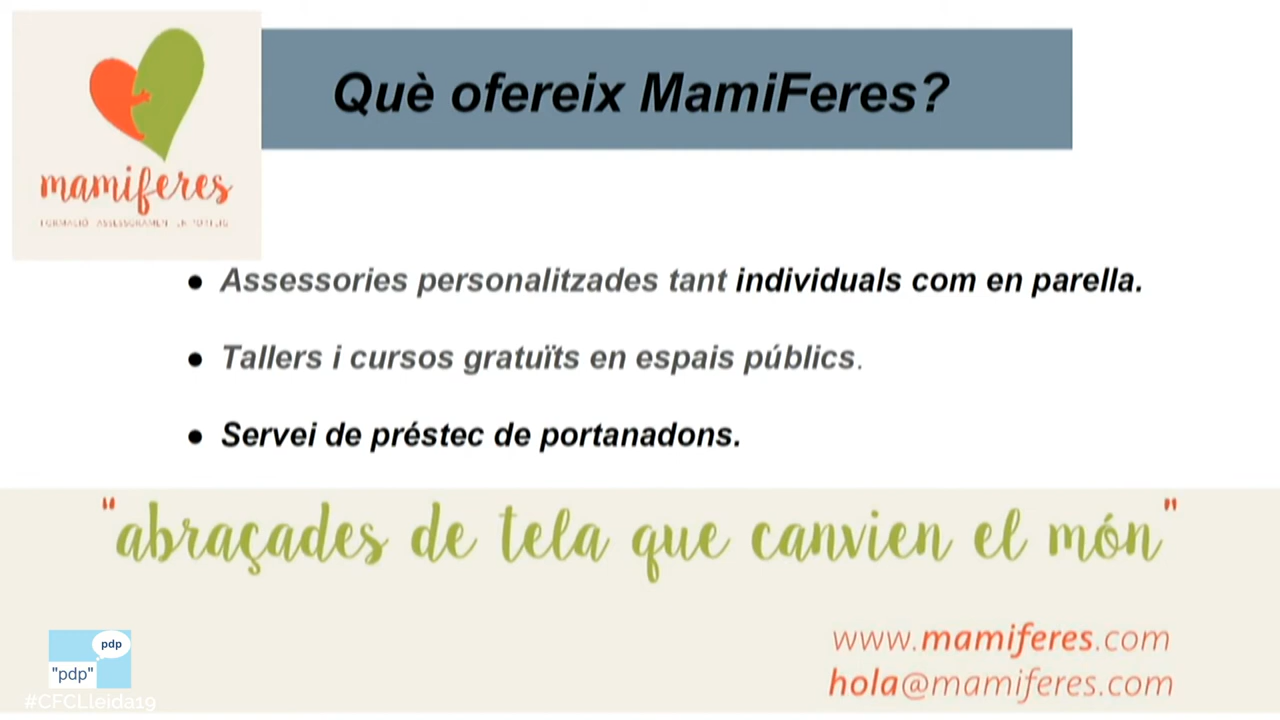 Què ofereix MamiFeres?
mamiferes
• Assessories personalitzades tant individuals com en parella.
• Tallers i cursos gratuïts en espais públics.
• Servei de préstec de portanadons.
"abraçades de tela que canvien el món"
www.mamiferes.com
hola@mamiferes.com
pdp
"pdp"
#CFCLleida19